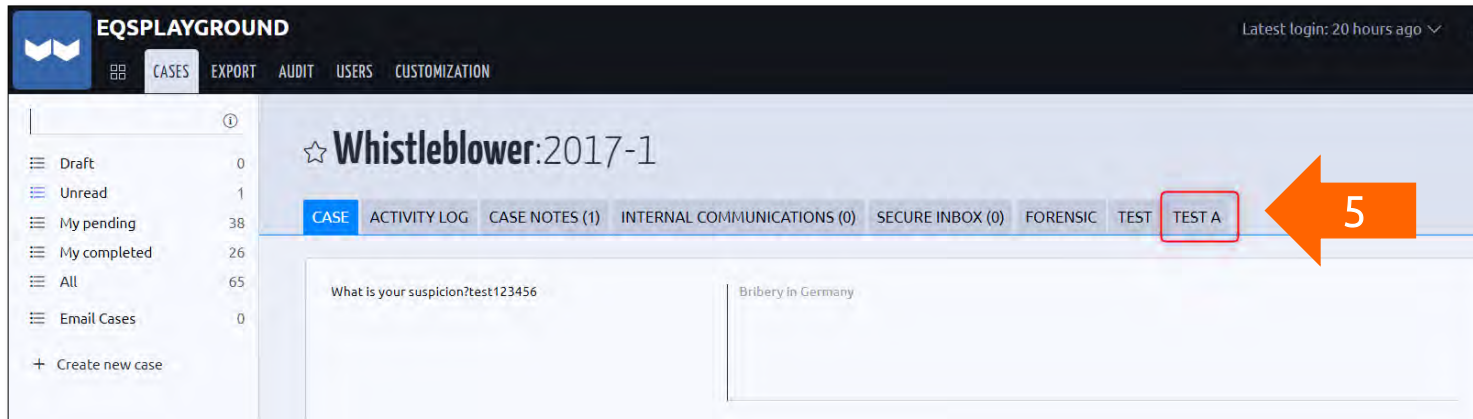 EQSPLAYGROUND
Latest login: 20 hours ago
CASES EXPORT AUDIT USERS CUSTOMIZATION
Draft 0
Unread 1
My pending 38
My completed 26
All 65
Email Cases 0
+ Create new case
Whistleblower:2017-1
CASE ACTIVITY LOG CASE NOTES (1) INTERNAL COMMUNICATIONS (0) SECURE INBOX (0) FORENSIC TEST TEST A
5
What is your suspicion?test123456
Bribery in Germany